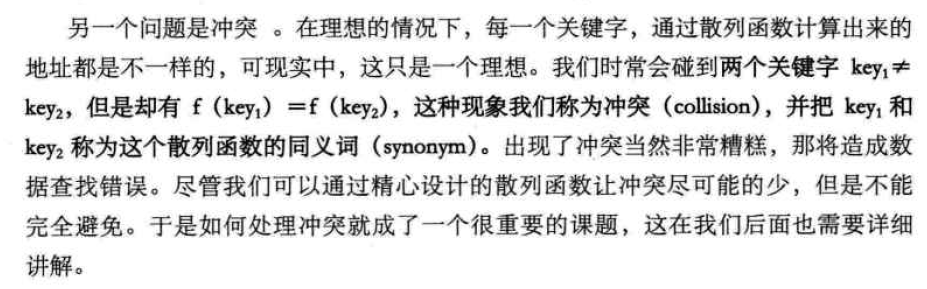 另一个问题是冲突 。在理想的情况下，每一个关键字，通过散列函数计算出来的
地址都是不一样的，可现实中，这只是一个理想。我们时常会碰到两个关键字 key₁≠
key₂，但是却有 f（key₁）＝f（key₂），这种现象我们称为冲突（collision），并把 key₁ 和
key₂ 称为这个散列函数的同义词（synonym）。出现了冲突当然非常糟糕，那将造成数
据查找错误。尽管我们可以通过精心设计的散列函数让冲突尽可能的少，但是不能
完全避免。于是如何处理冲突就成了一个很重要的课题，这在我们后面也需要详细
讲解。